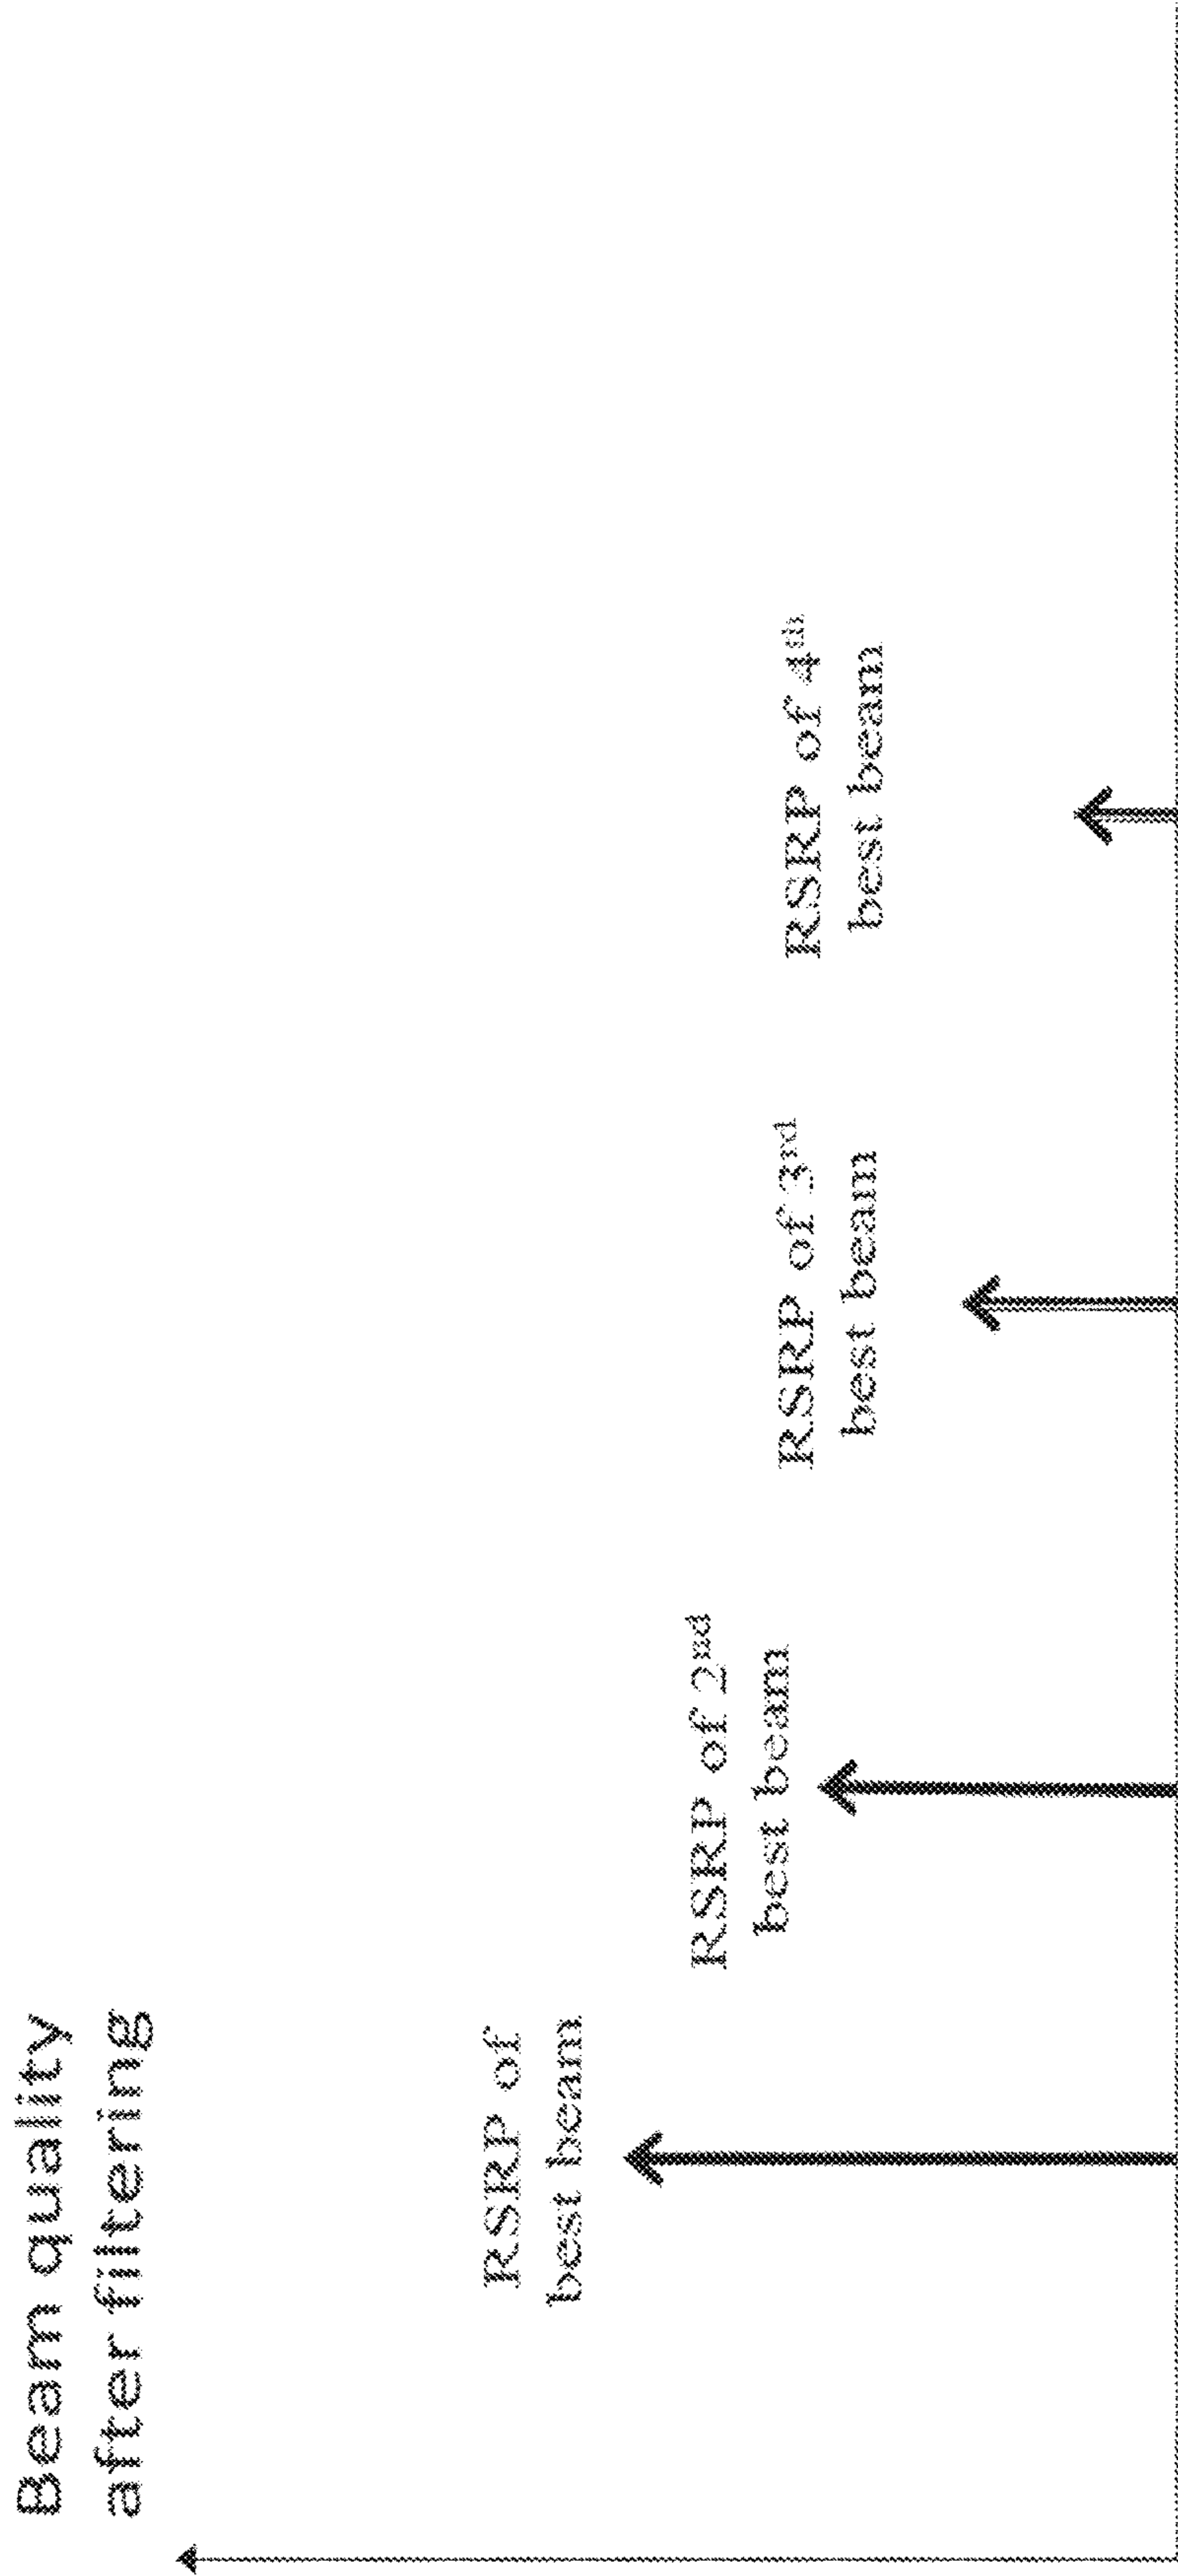 Beam quality
after filtering
RSRP of
best beam
RSRP of 2nd
best beam
RSRP of 3rd
best beam
RSRP of 4th
best beam